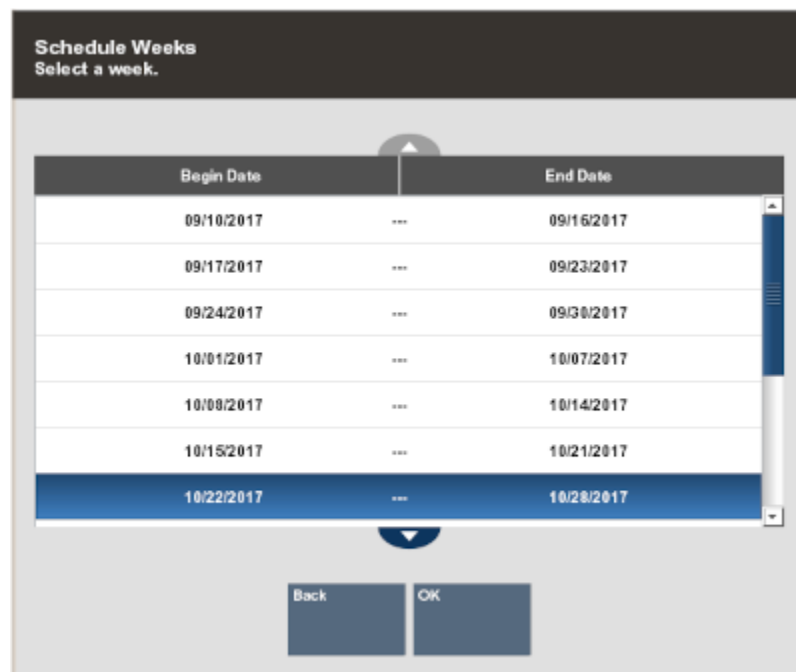 Schedule Weeks
Select a week.
Begin Date End Date
09/10/2017 --- 09/16/2017
09/17/2017 --- 09/23/2017
09/24/2017 --- 09/30/2017
10/01/2017 --- 10/07/2017
10/08/2017 --- 10/14/2017
10/15/2017 --- 10/21/2017
10/22/2017 --- 10/28/2017
Back OK